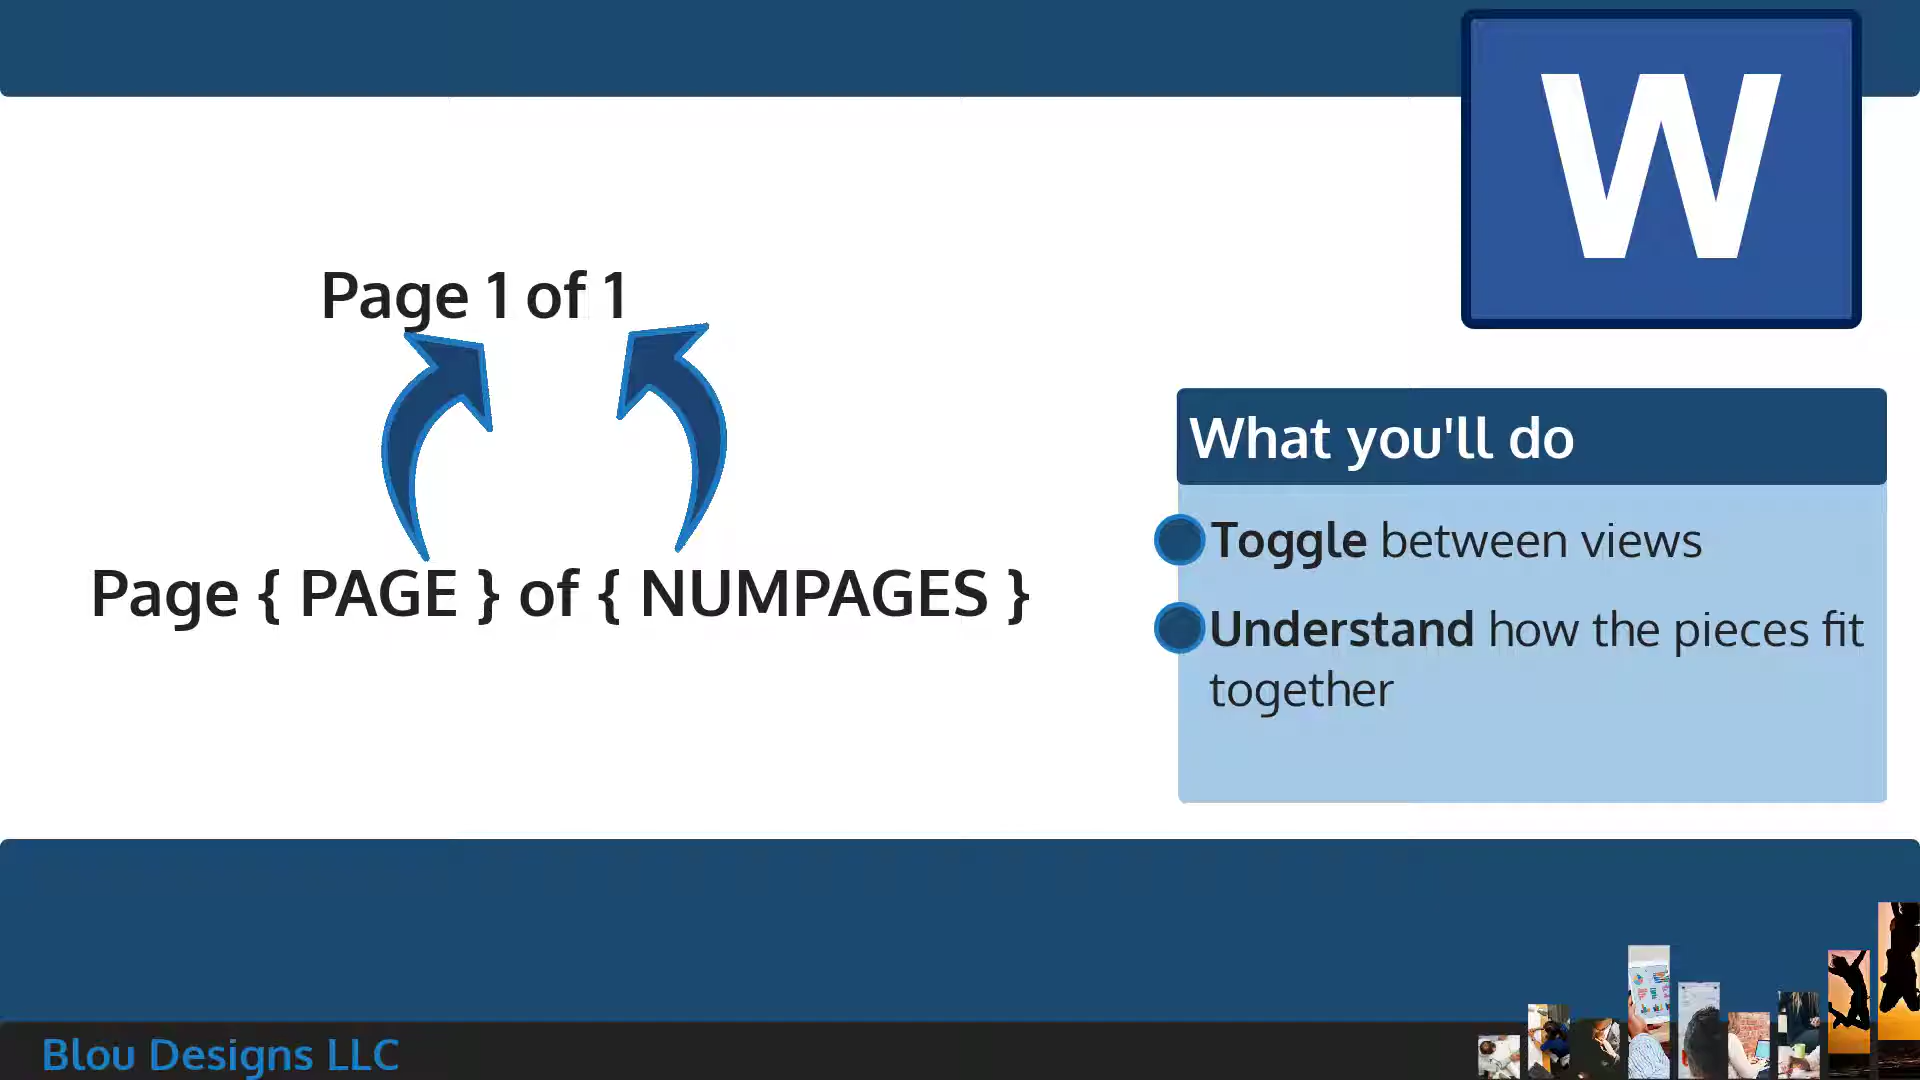 W
Page 1 of 1
Page { PAGE } of { NUMPAGES }
What you'll do
Toggle between views
Understand how the pieces fit
together
Blou Designs LLC